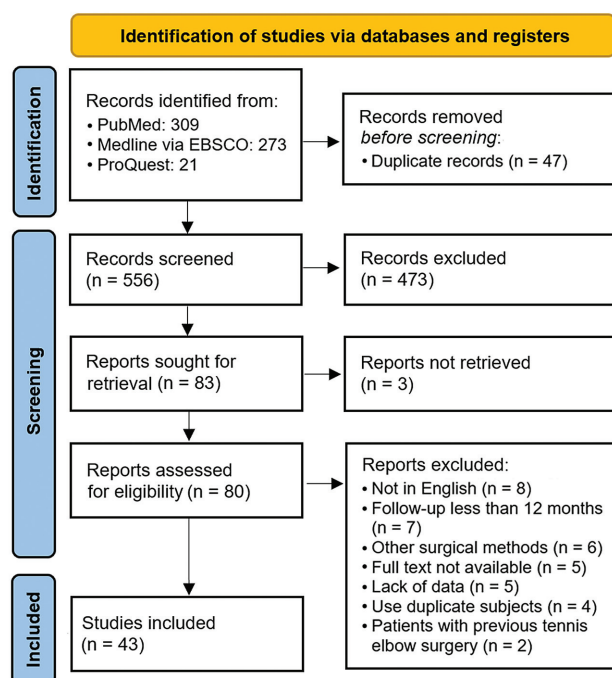 Identification of studies via databases and registers
Identification
Records identified from:
• PubMed: 309
• Medline via EBSCO: 273
• ProQuest: 21
Records removed
before screening:
• Duplicate records (n = 47)
Screening
Records screened
(n = 556)
Records excluded
(n = 473)
Reports sought for
retrieval (n = 83)
Reports not retrieved
(n = 3)
Reports assessed
for eligibility (n = 80)
Reports excluded:
• Not in English (n = 8)
• Follow-up less than 12 months
(n = 7)
• Other surgical methods (n = 6)
• Full text not available (n = 5)
• Lack of data (n = 5)
• Use duplicate subjects (n = 4)
• Patients with previous tennis
elbow surgery (n = 2)
Included
Studies included
(n = 43)